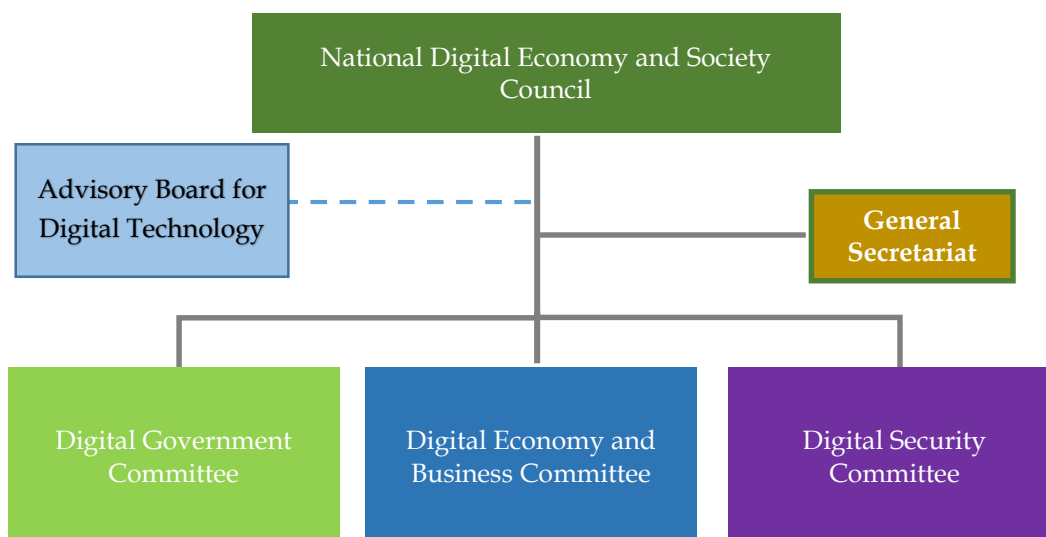 National Digital Economy and Society
Council
Advisory Board for
Digital Technology
General
Secretariat
Digital Government
Committee
Digital Economy and
Business Committee
Digital Security
Committee